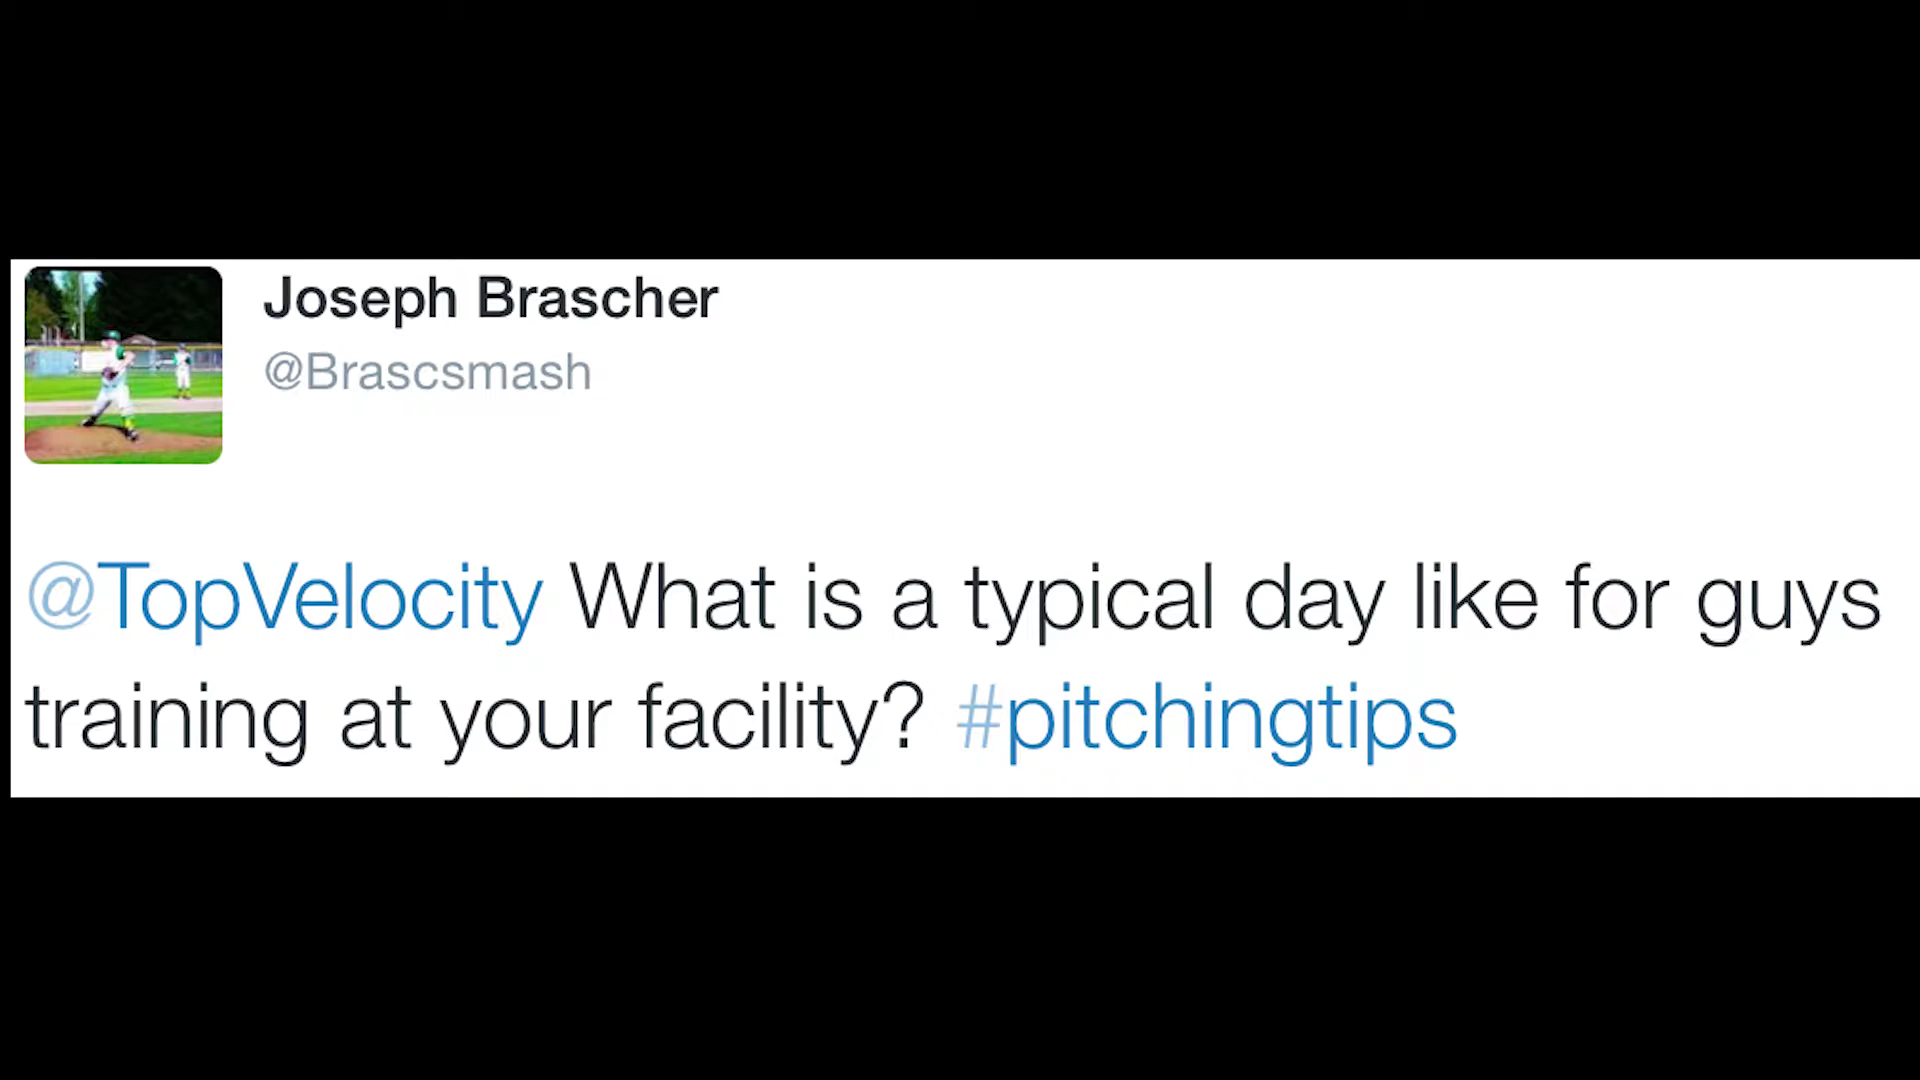 Joseph Brascher
@Brascsmash
@TopVelocity What is a typical day like for guys
training at your facility? #pitchingtips